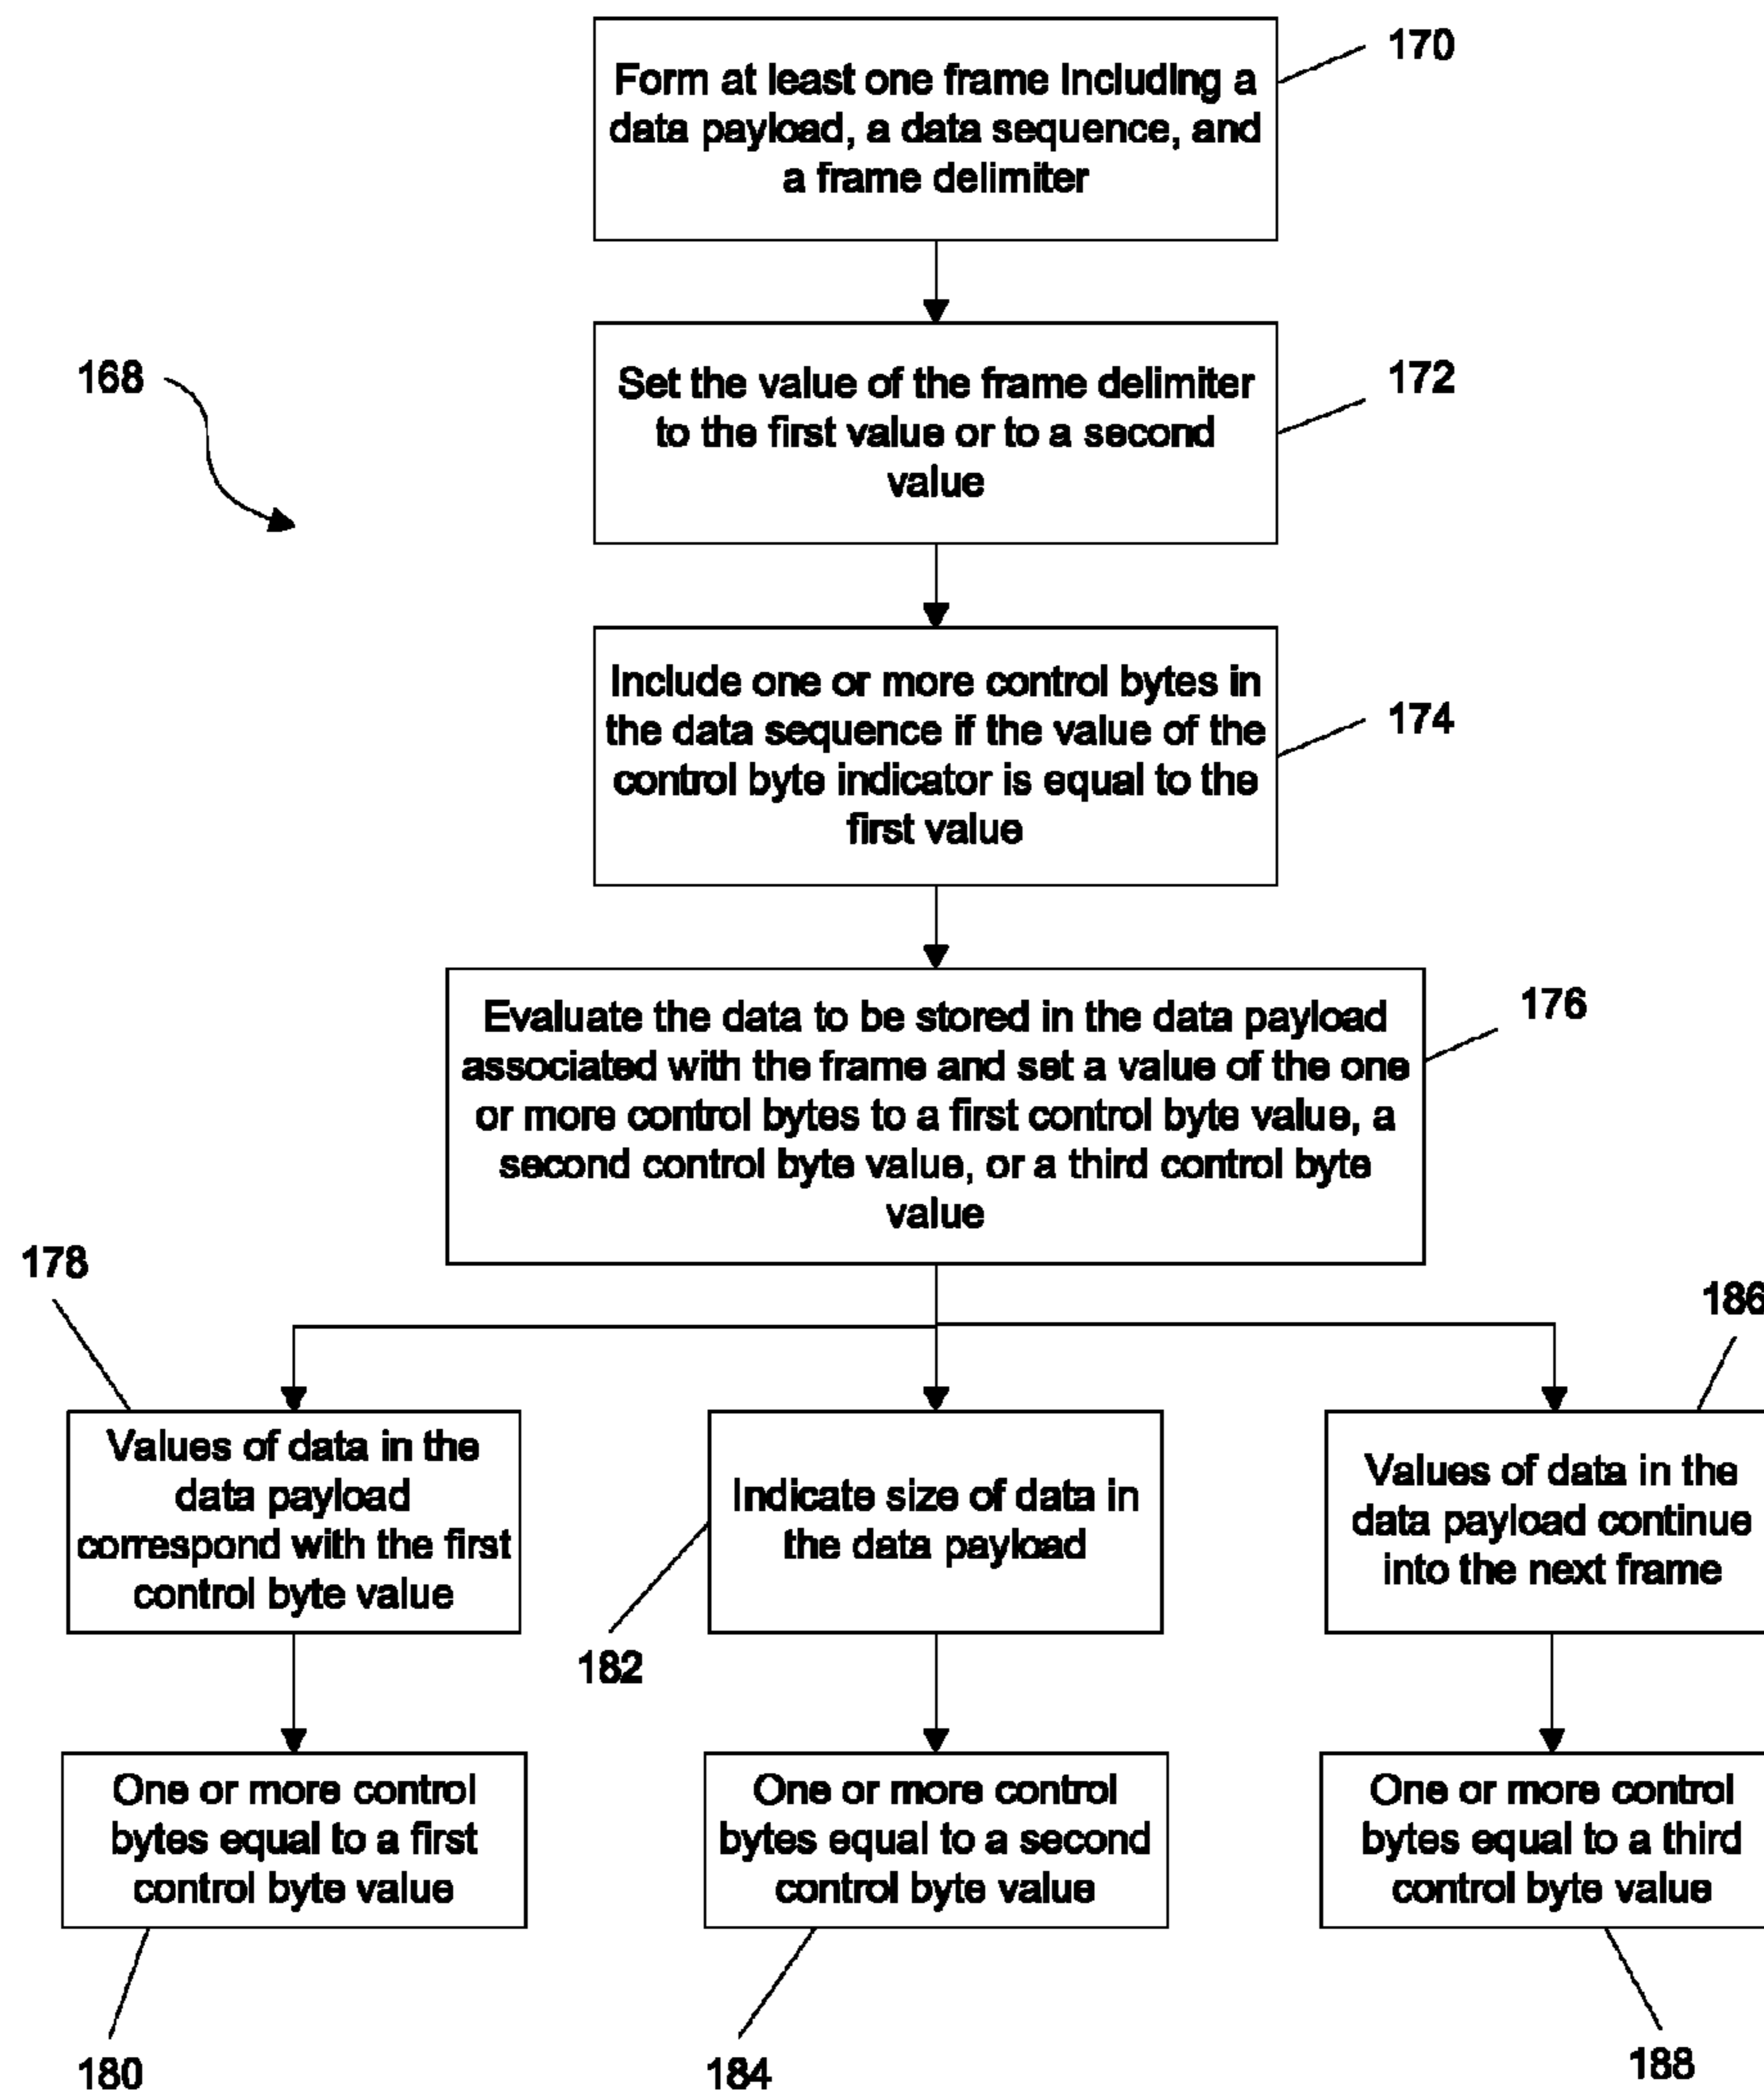 170
Form at least one frame including a
data payload, a data sequence, and
a frame delimiter
168
172
Set the value of the frame delimiter
to the first value or to a second
value
174
Include one or more control bytes in
the data sequence if the value of the
control byte indicator is equal to the
first value
176
Evaluate the data to be stored in the data payload
associated with the frame and set a value of the one
or more control bytes to a first control byte value, a
second control byte value, or a third control byte
value
178
Values of data in the
data payload
correspond with the first
control byte value
182
Indicate size of data in
the data payload
186
Values of data in the
data payload continue
into the next frame
One or more control
bytes equal to a first
control byte value
180
One or more control
bytes equal to a second
control byte value
184
One or more control
bytes equal to a third
control byte value
188